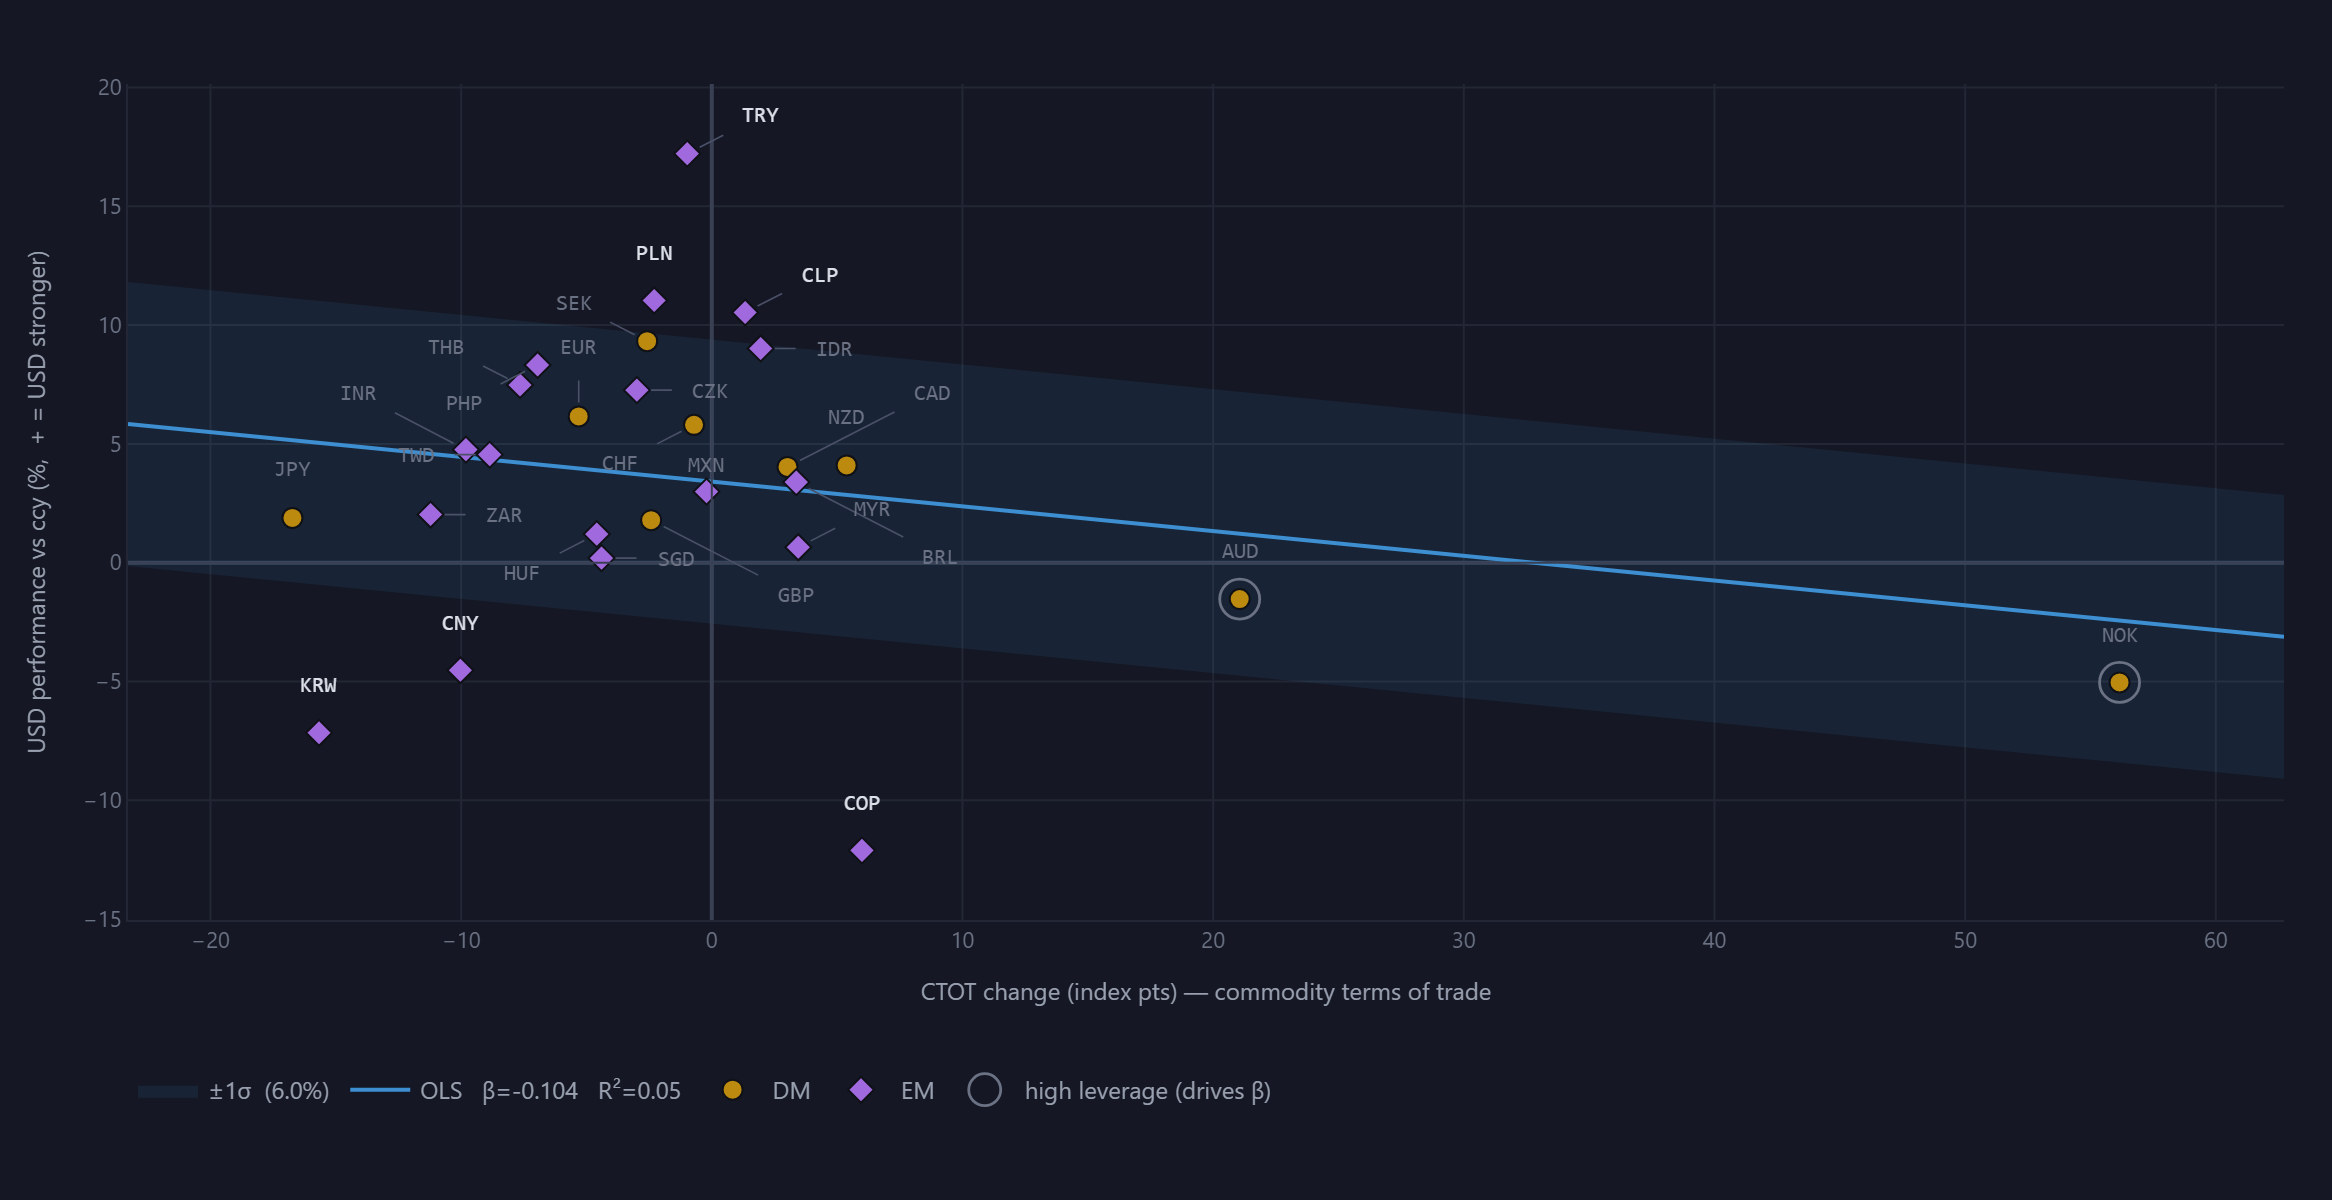 20
TRY
15
PLN
CLP
SEK
10
THB
EUR
IDR
INR
PHP
CZK
CAD
NZD
5
TWD
JPY
CHF
MXN
ZAR
MYR
HUF
SGD
BRL
AUD
0
GBP
CNY
NOK
−5
KRW
−10
COP
−15
USD performance vs ccy (%, + = USD stronger)
−20 −10 0 10 20 30 40 50 60
CTOT change (index pts) — commodity terms of trade
±1σ (6.0%) OLS β=-0.104 R²=0.05 DM EM high leverage (drives β)